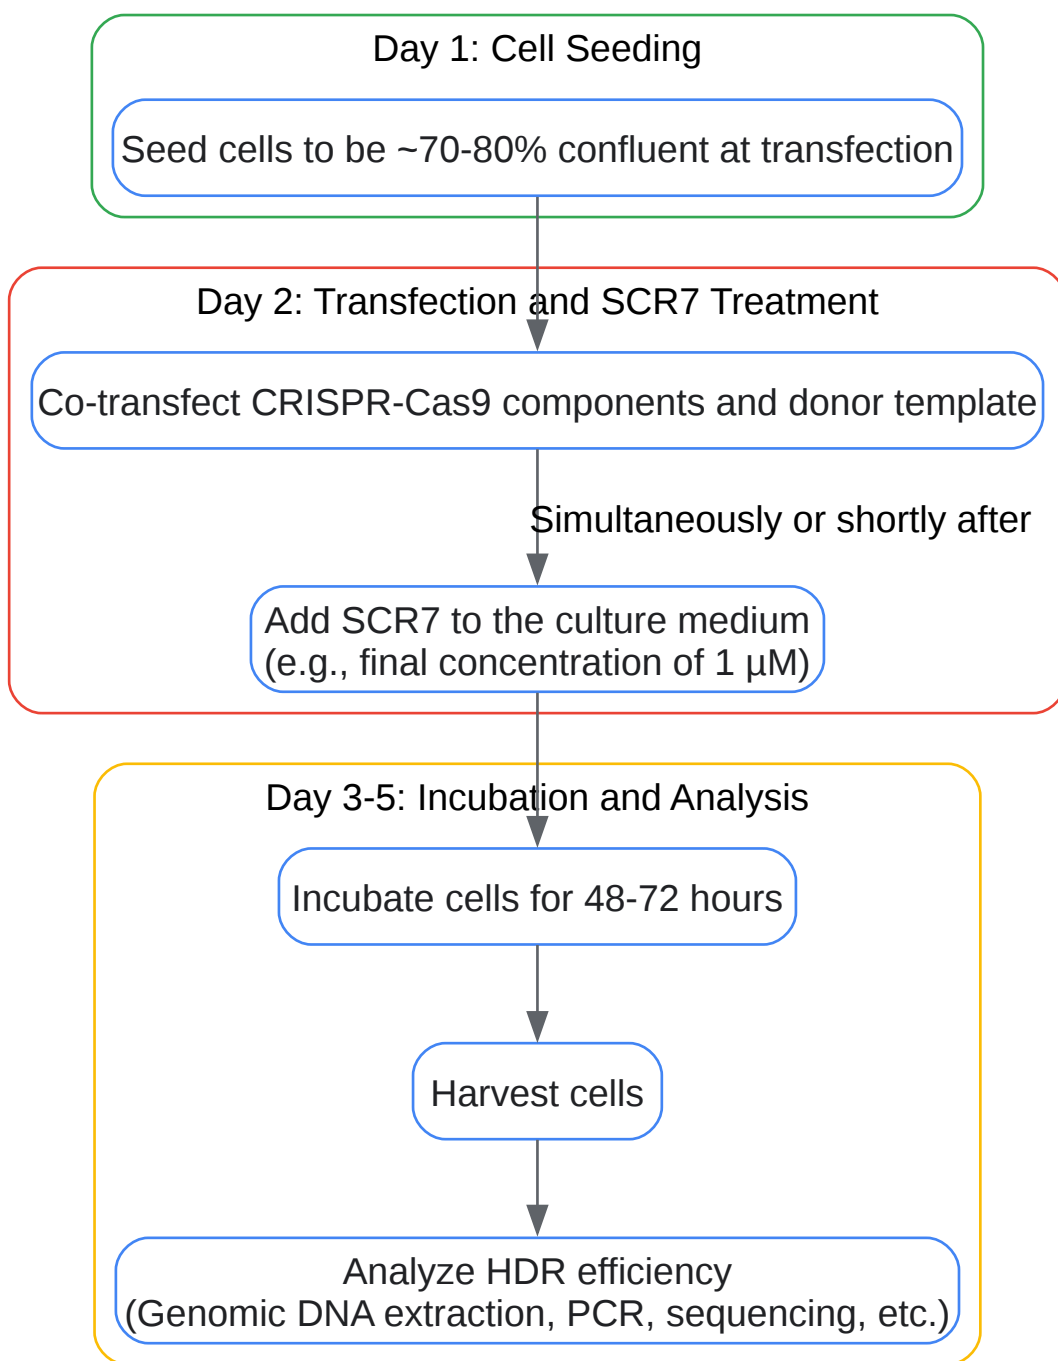 Day 1: Cell Seeding
Seed cells to be ~70-80% confluent at transfection
Day 2: Transfection and SCR7 Treatment
Co-transfect CRISPR-Cas9 components and donor template
Simultaneously or shortly after
Add SCR7 to the culture medium
(e.g., final concentration of 1 µM)
Day 3-5: Incubation and Analysis
Incubate cells for 48-72 hours
Harvest cells
Analyze HDR efficiency
(Genomic DNA extraction, PCR, sequencing, etc.)